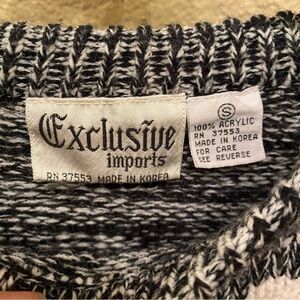 Exclusive
imports
RN 37553 MADE IN KOREA
S
100% ACRYLIC
RN 37553
MADE IN KOREA
FOR CARE
SEE REVERSE